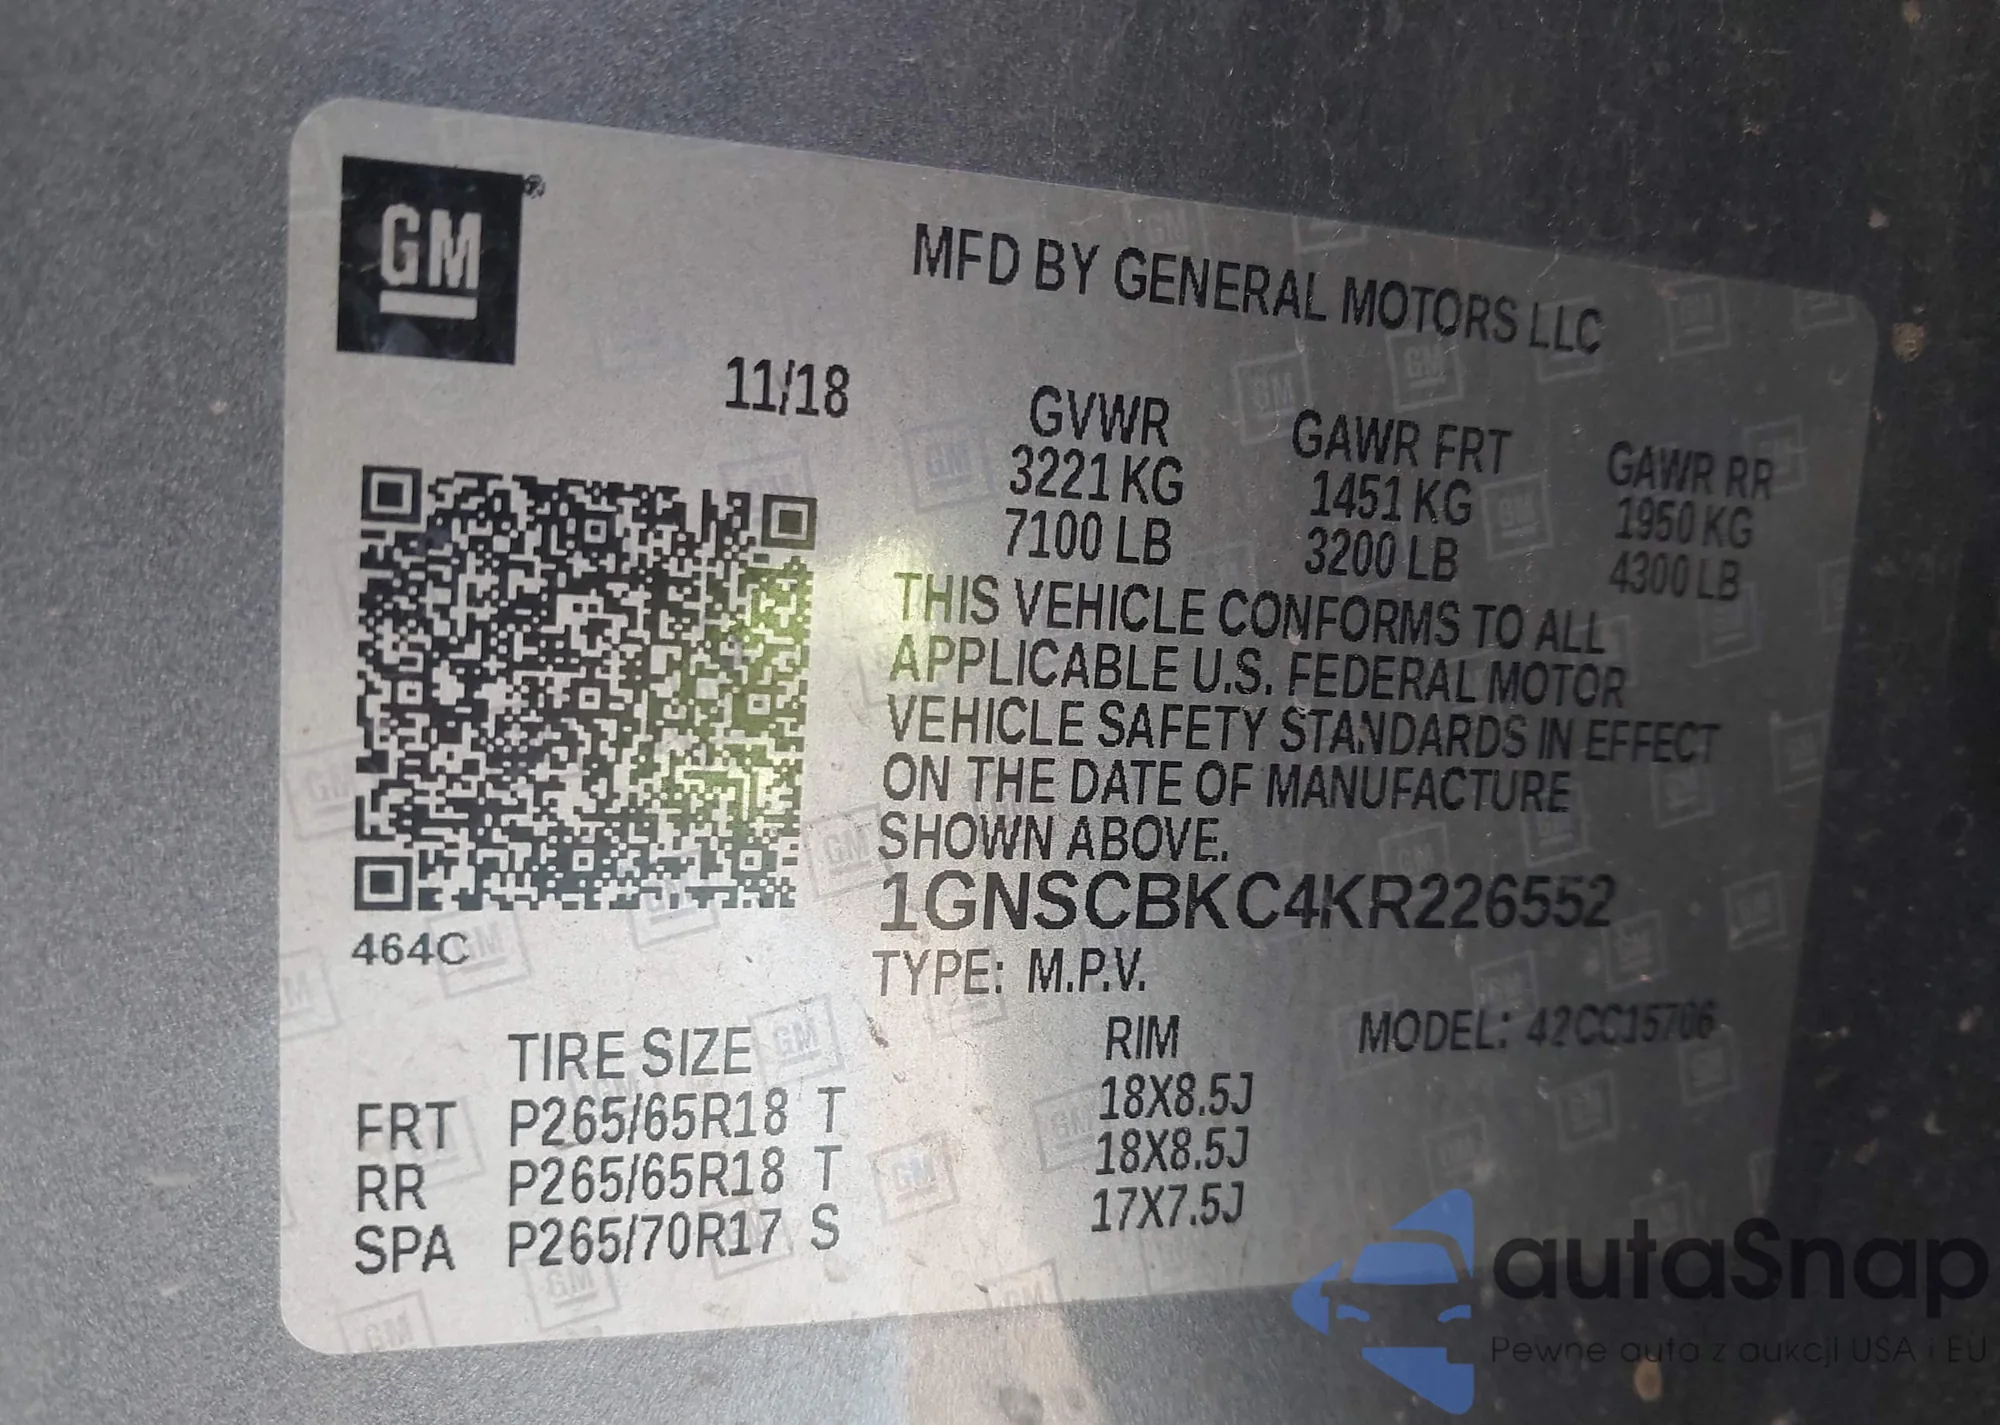 GM®
MFD BY GENERAL MOTORS LLC
11/18
GVWR GAWR FRT GAWR RR
3221 KG 1451 KG 1950 KG
7100 LB 3200 LB 4300 LB
THIS VEHICLE CONFORMS TO ALL
APPLICABLE U.S. FEDERAL MOTOR
VEHICLE SAFETY STANDARDS IN EFFECT
ON THE DATE OF MANUFACTURE
SHOWN ABOVE.
1GNSCBKC4KR226552
464C
TYPE: M.P.V.
TIRE SIZE RIM MODEL: 42CC15706
FRT P265/65R18 T 18X8.5J
RR P265/65R18 T 18X8.5J
SPA P265/70R17 S 17X7.5J
autaSnap
Pewne auta z aukcji USA i EU